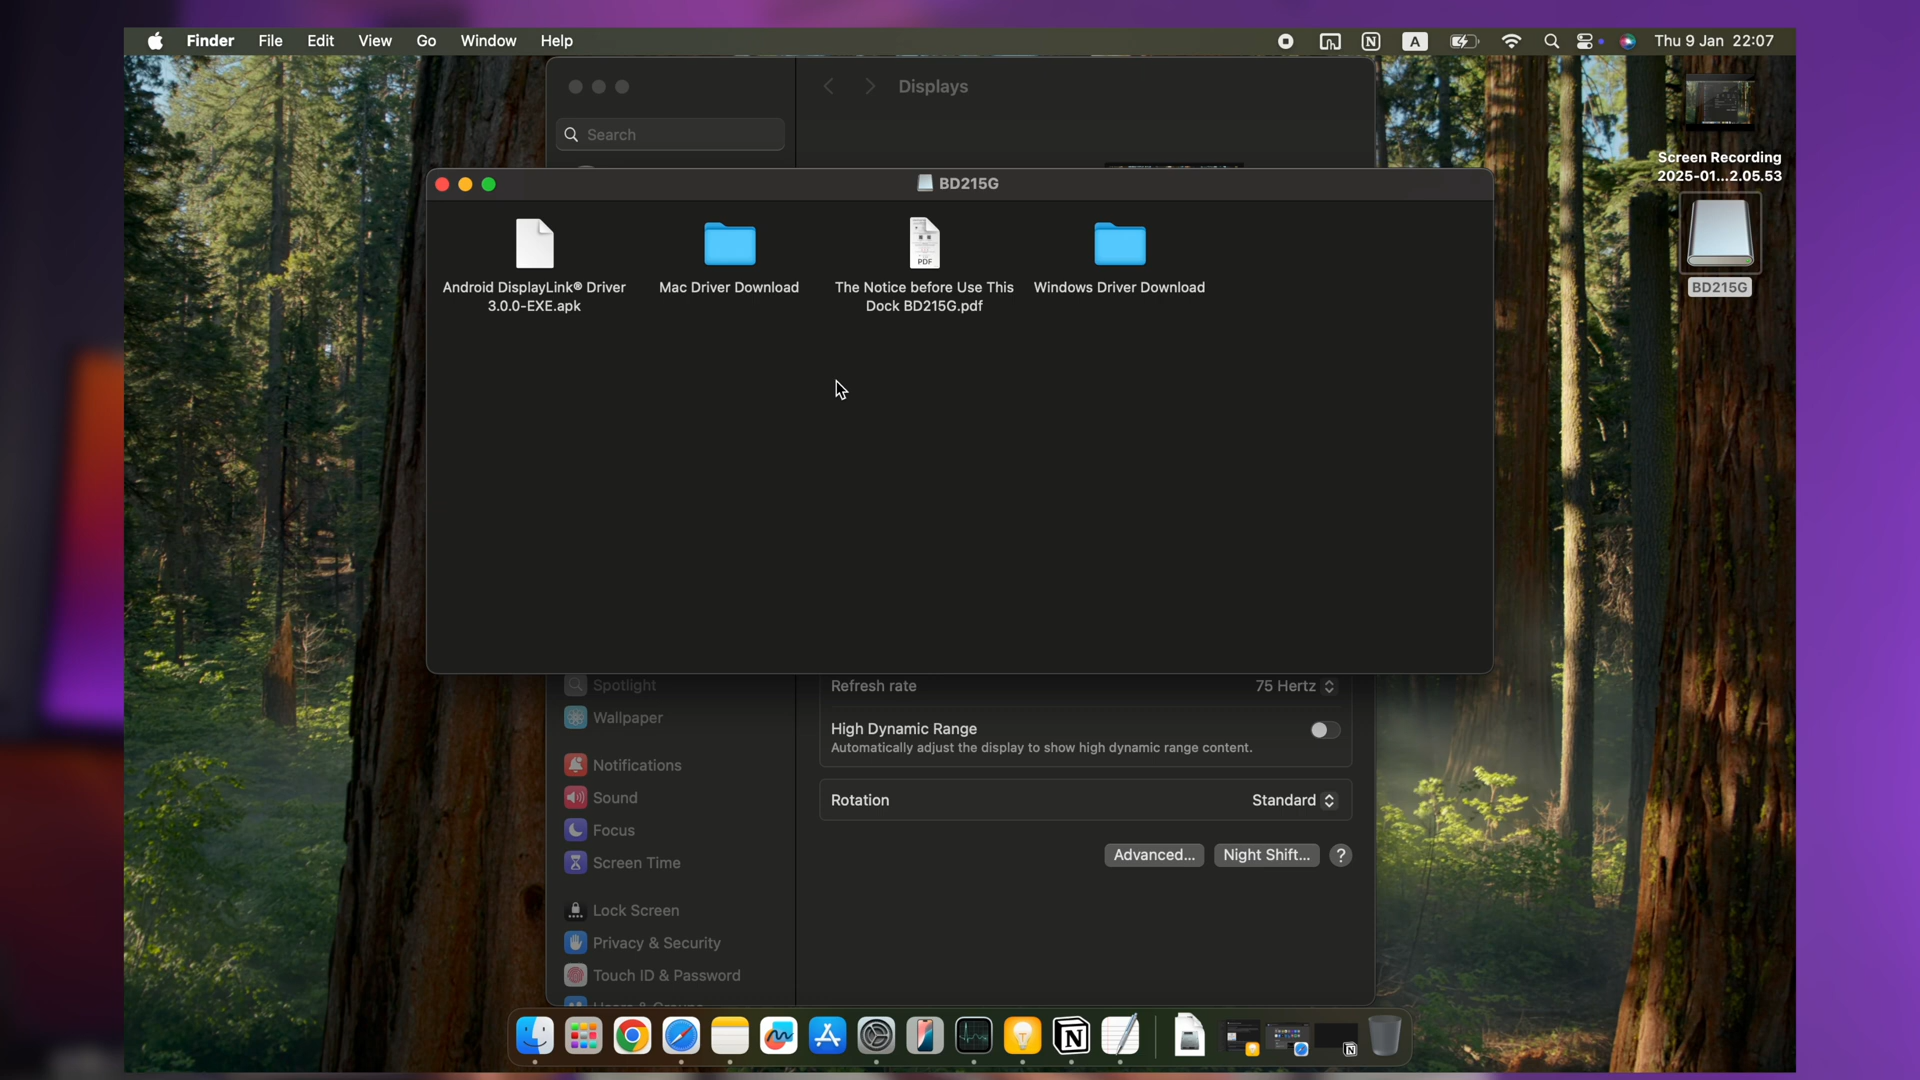 Finder File Edit View Go Window Help
A
Thu 9 Jan 22:07
Displays
Search
Screen Recording
2025-01...2.05.53
BD215G
BD215G
Android DisplayLink® Driver
3.0.0-EXE.apk
Mac Driver Download
PDF
The Notice before Use This
Dock BD215G.pdf
Windows Driver Download
Spotlight
Wallpaper
Notifications
Sound
Focus
Screen Time
Lock Screen
Privacy & Security
Touch ID & Password
Refresh rate
75 Hertz
High Dynamic Range
Automatically adjust the display to show high dynamic range content.
Rotation
Standard
Advanced...
Night Shift...
?